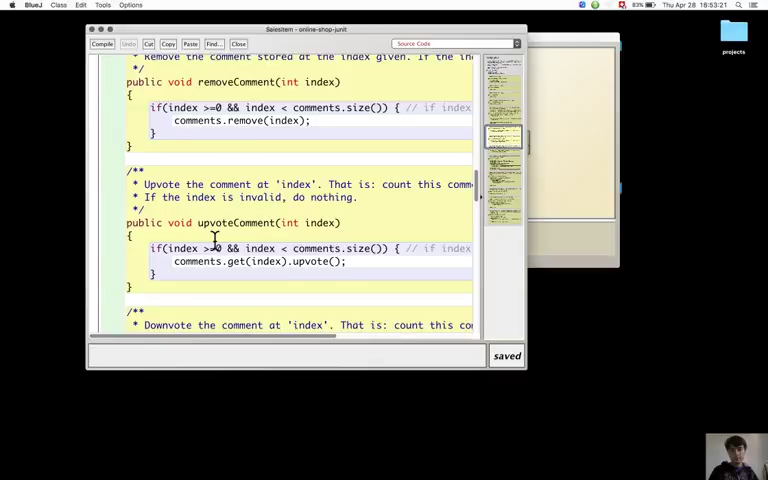 BlueJ Class Edit Tools Options
83% Thu Apr 28 18:53:21
SalesItem - online-shop-junit
Compile Undo Cut Copy Paste Find... Close
Source Code
projects
* Remove the comment stored at the index given. If the in
*/
public void removeComment(int index)
{
if(index >=0 && index < comments.size()) { // if index
comments.remove(index);
}
}
/**
* Upvote the comment at 'index'. That is: count this comm
* If the index is invalid, do nothing.
*/
public void upvoteComment(int index)
{
if(index >=0 && index < comments.size()) { // if index
comments.get(index).upvote();
}
}
/**
* Downvote the comment at 'index'. That is: count this co
saved